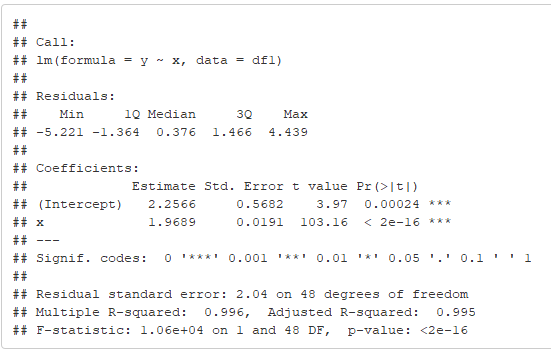 ##
## Call:
## lm(formula = y ~ x, data = df1)
##
## Residuals:
##    Min     1Q Median     3Q    Max
## -5.221 -1.364  0.376  1.466  4.439
##
## Coefficients:
##             Estimate Std. Error t value Pr(>|t|)
## (Intercept)   2.2566     0.5682    3.97  0.00024 ***
## x             1.9689     0.0191  103.16  < 2e-16 ***
## ---
## Signif. codes:  0 '***' 0.001 '**' 0.01 '*' 0.05 '.' 0.1 ' ' 1
##
## Residual standard error: 2.04 on 48 degrees of freedom
## Multiple R-squared:  0.996, Adjusted R-squared:  0.995
## F-statistic: 1.06e+04 on 1 and 48 DF,  p-value: <2e-16